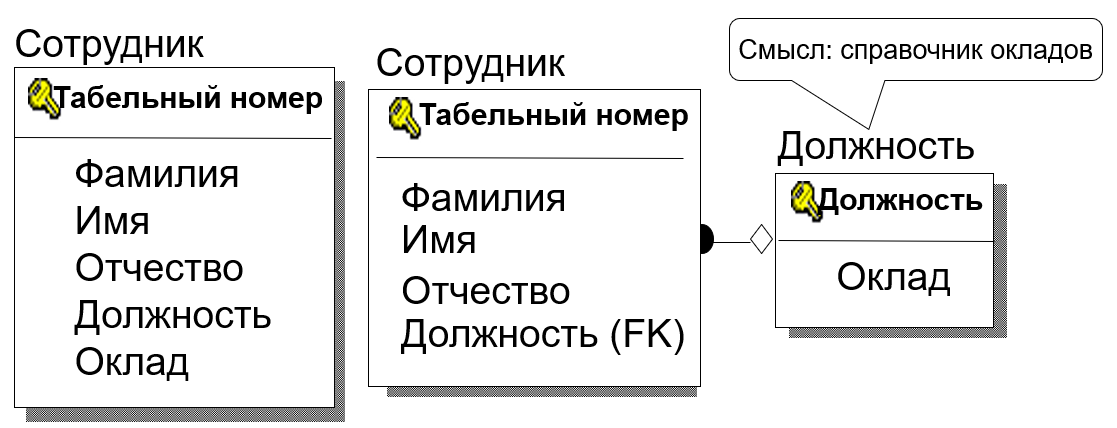 Сотрудник
Табельный номер
Фамилия
Имя
Отчество
Должность
Оклад
Сотрудник
Табельный номер
Фамилия
Имя
Отчество
Должность (FK)
Смысл: справочник окладов
Должность
Должность
Оклад